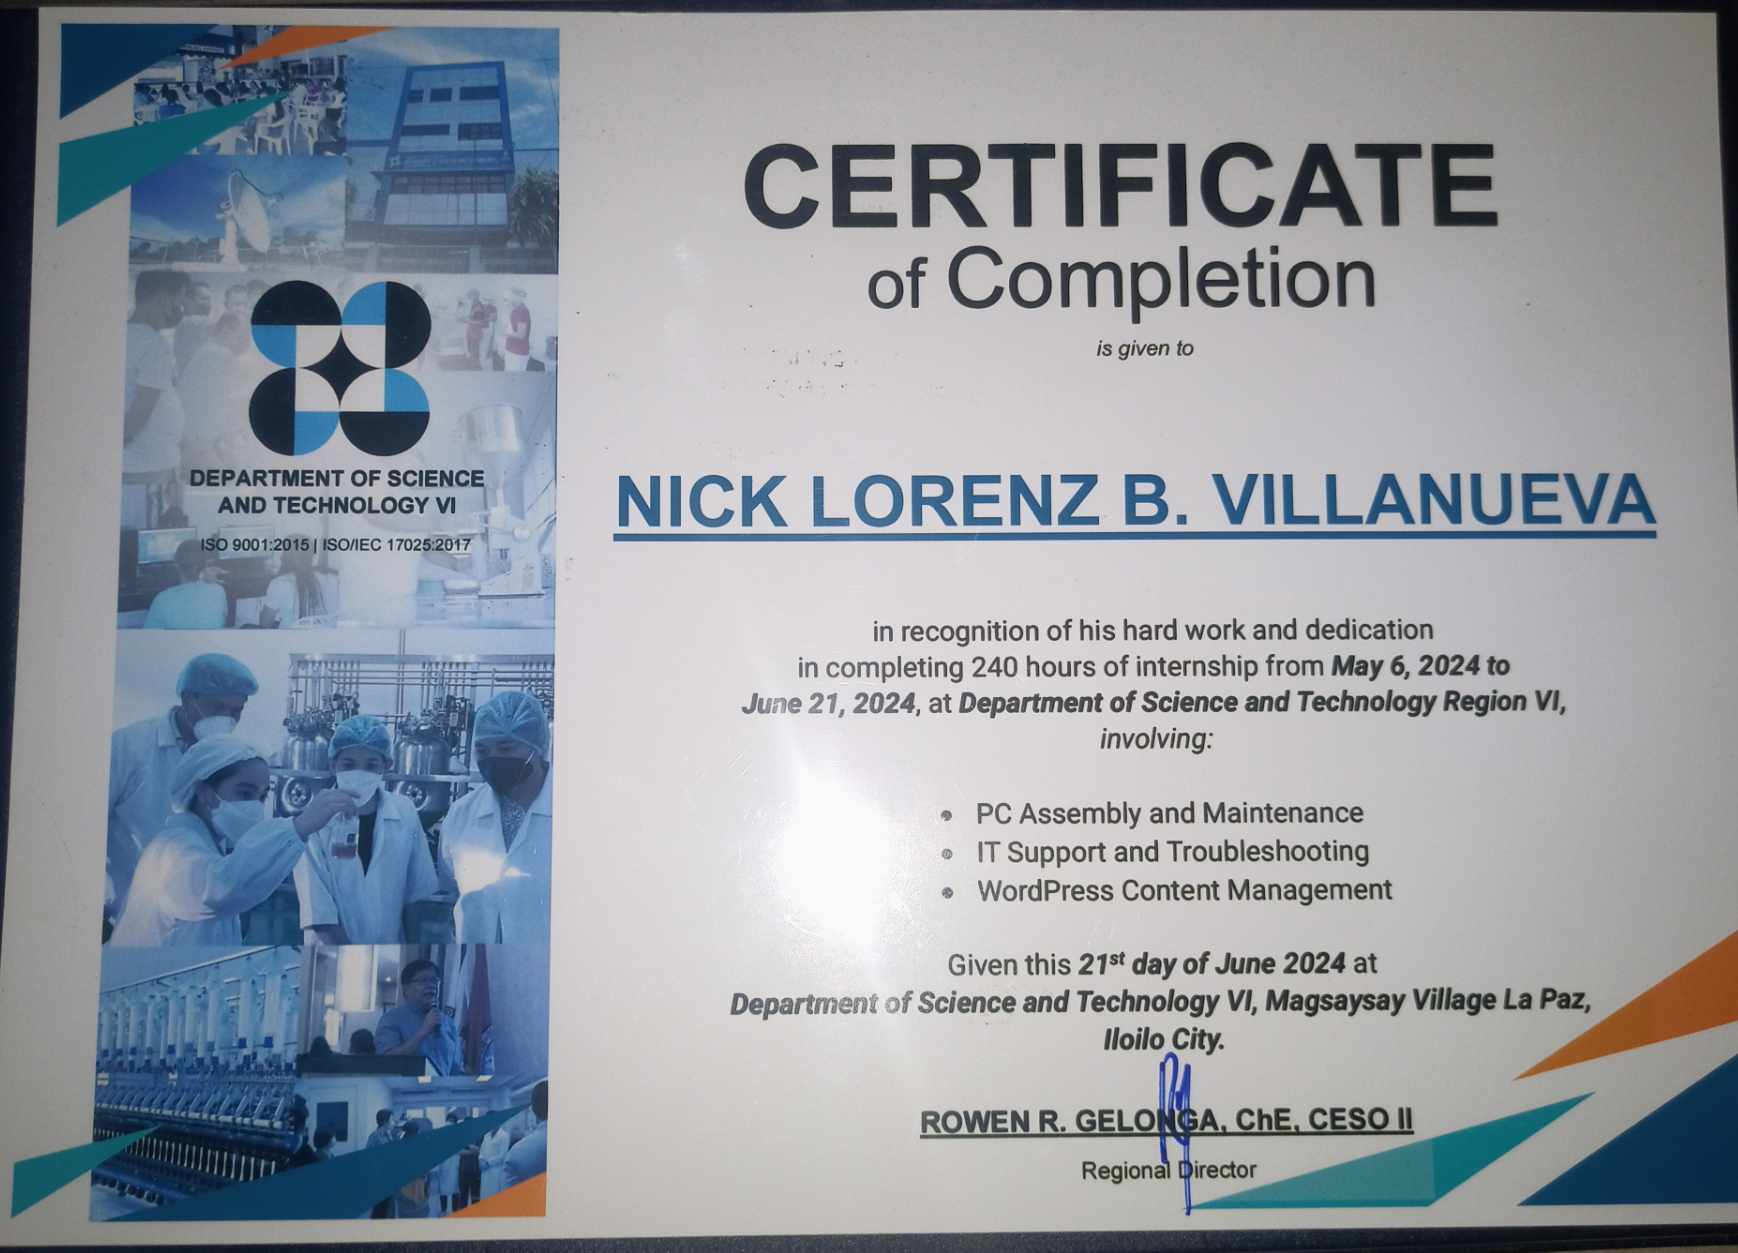 CERTIFICATE
of Completion
is given to
NICK LORENZ B. VILLANUEVA
in recognition of his hard work and dedication
in completing 240 hours of internship from May 6, 2024 to
June 21, 2024, at Department of Science and Technology Region VI,
involving:
• PC Assembly and Maintenance
• IT Support and Troubleshooting
• WordPress Content Management
Given this 21st day of June 2024 at
Department of Science and Technology VI, Magsaysay Village La Paz,
Iloilo City.
ROWEN R. GELONGA, ChE, CESO II
Regional Director
DEPARTMENT OF SCIENCE
AND TECHNOLOGY VI
ISO 9001:2015 | ISO/IEC 17025:2017